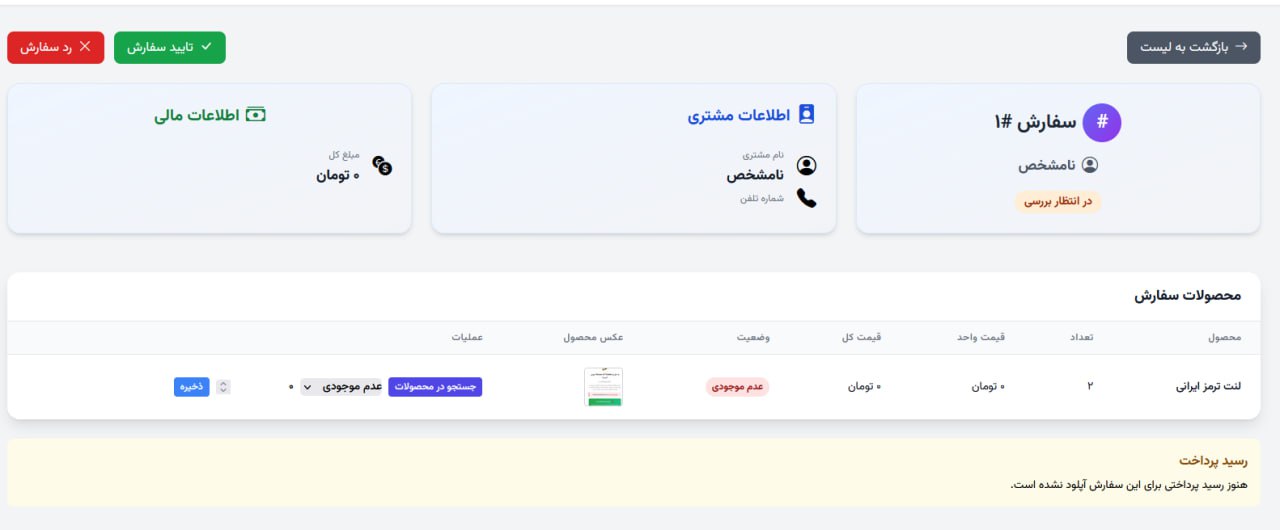 بازگشت به لیست
تایید سفارش
رد سفارش
# سفارش #۱
نامشخص
در انتظار بررسی
اطلاعات مشتری
نام مشتری
نامشخص
شماره تلفن
اطلاعات مالی
مبلغ کل
۰ تومان
محصولات سفارش
محصول تعداد قیمت واحد قیمت کل وضعیت عکس محصول عملیات
لنت ترمز ایرانی ۲ ۰ تومان ۰ تومان عدم موجودی جستجو در محصولات عدم موجودی ۰ ذخیره
رسید پرداخت
هنوز رسید پرداختی برای این سفارش آپلود نشده است.